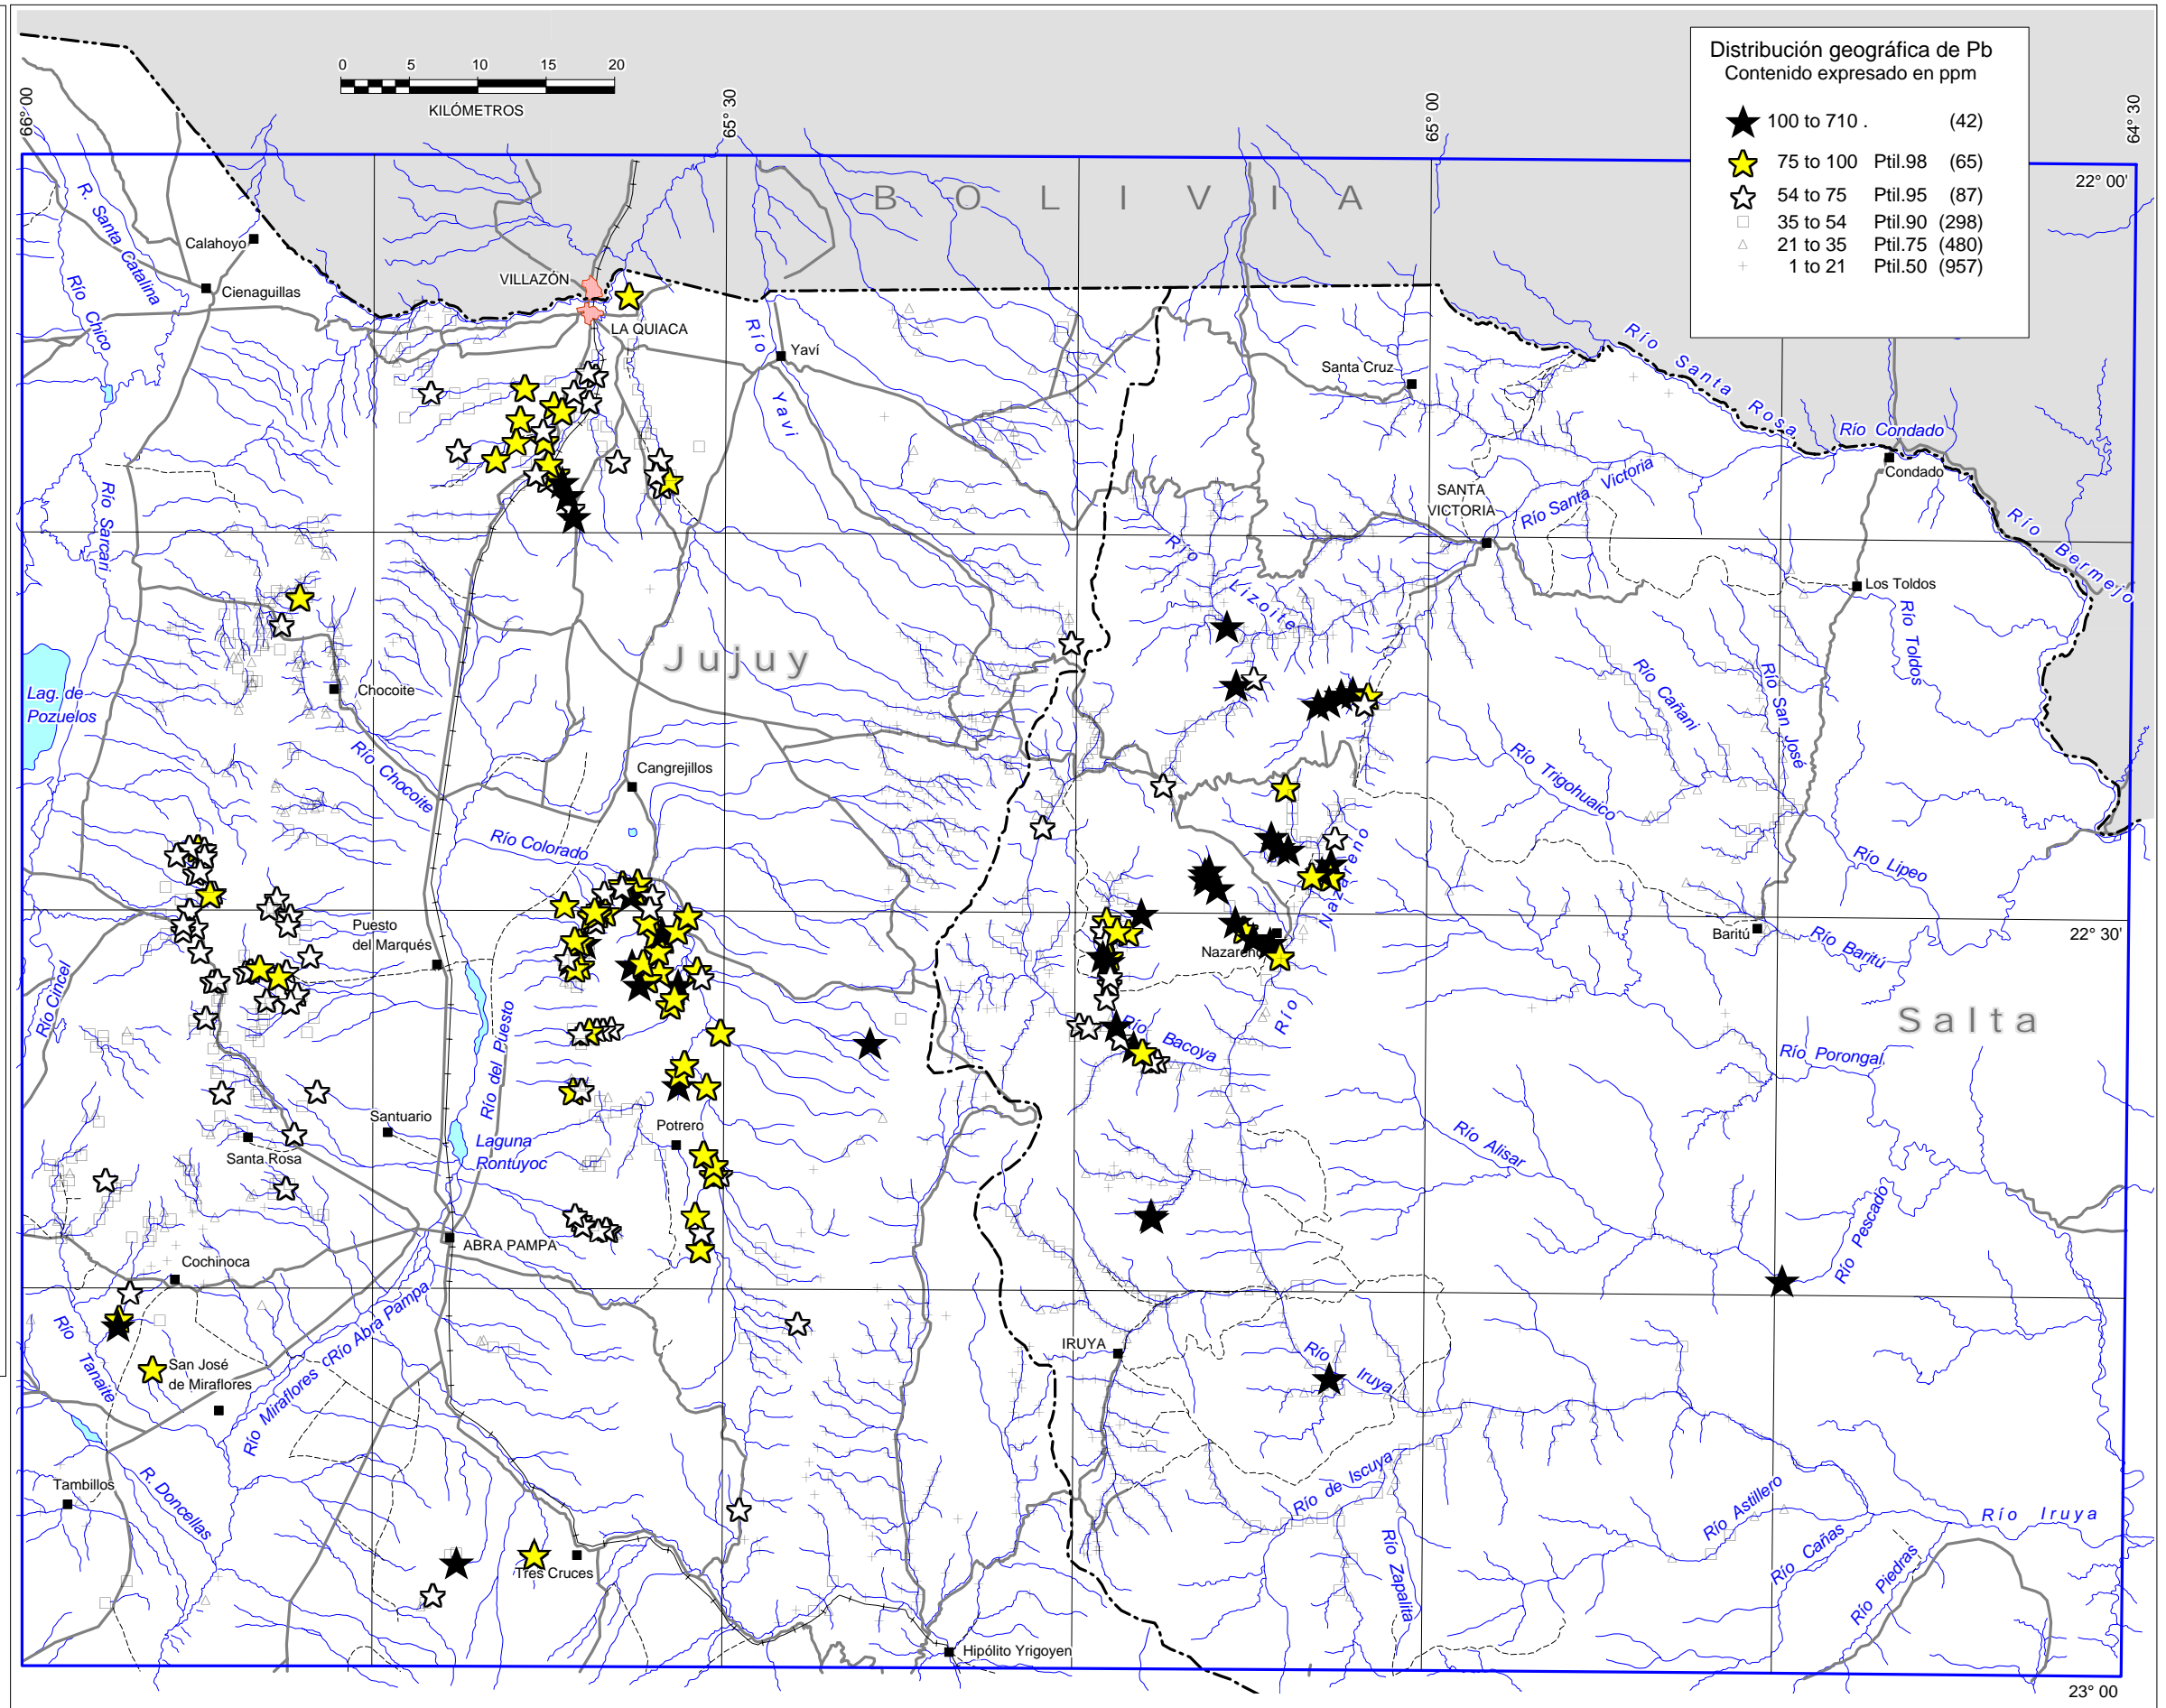 Distribución geográfica de Pb
Contenido expresado en ppm
100 to 710 . (42)
75 to 100 Ptil.98 (65)
54 to 75 Ptil.95 (87)
35 to 54 Ptil.90 (298)
21 to 35 Ptil.75 (480)
1 to 21 Ptil.50 (957)
0 5 10 15 20
KILÓMETROS
66° 00
65° 30
65° 00
64° 30
22° 00'
BOLIVIA
R. Santa Catalina
Calahoyo
Cienaguillas
Río Chico
VILLAZÓN
LA QUIACA
Río Yavi
Yaví
Santa Cruz
Río Santa Rosa
Río Condado
Condado
SANTA
VICTORIA
Río Santa Victoria
Río Sarcari
Río Bermejo
Río Lizoite
Los Toldos
Río Toldos
Jujuy
Lag. de
Pozuelos
Chocoite
Río Chocoite
Río Cañani
Río San José
Río Trigohuaico
Cangrejillos
Río Colorado
Río Nazareno
Río Lipeo
Puesto
del Marqués
Nazareno
Baritú
Río Baritú
22° 30'
Río Cincel
Río del Puesto
Río Bacoya
Salta
Río Porongal.
Santuario
Potrero
Laguna
Rontuyoc
Santa Rosa
Río Alisar
Río Pescado
ABRA PAMPA
Cochinoca
Río Tanaite
Río Abra Pampa
IRUYA
Río Iruya
San José
de Miraflores
Río Miraflores c
Tambillos
R. Doncellas
Río de Iscuya
Río Astillero
Río Iruya
Río Cañas
Río Piedras
Río Zapalita
Tres Cruces
Hipólito Yrigoyen
23° 00